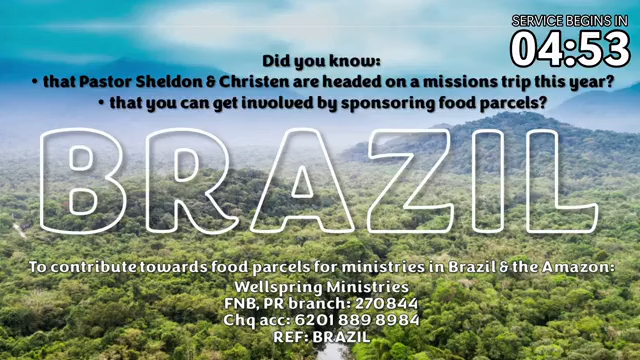 SERVICE BEGINS IN
04:53
Did you know:
• that Pastor Sheldon & Christen are headed on a missions trip this year?
• that you can get involved by sponsoring food parcels?
BRAZIL
To contribute towards food parcels for ministries in Brazil & the Amazon:
Wellspring Ministries
FNB, PR branch: 270844
Chq acc: 6201 889 8984
REF: BRAZIL